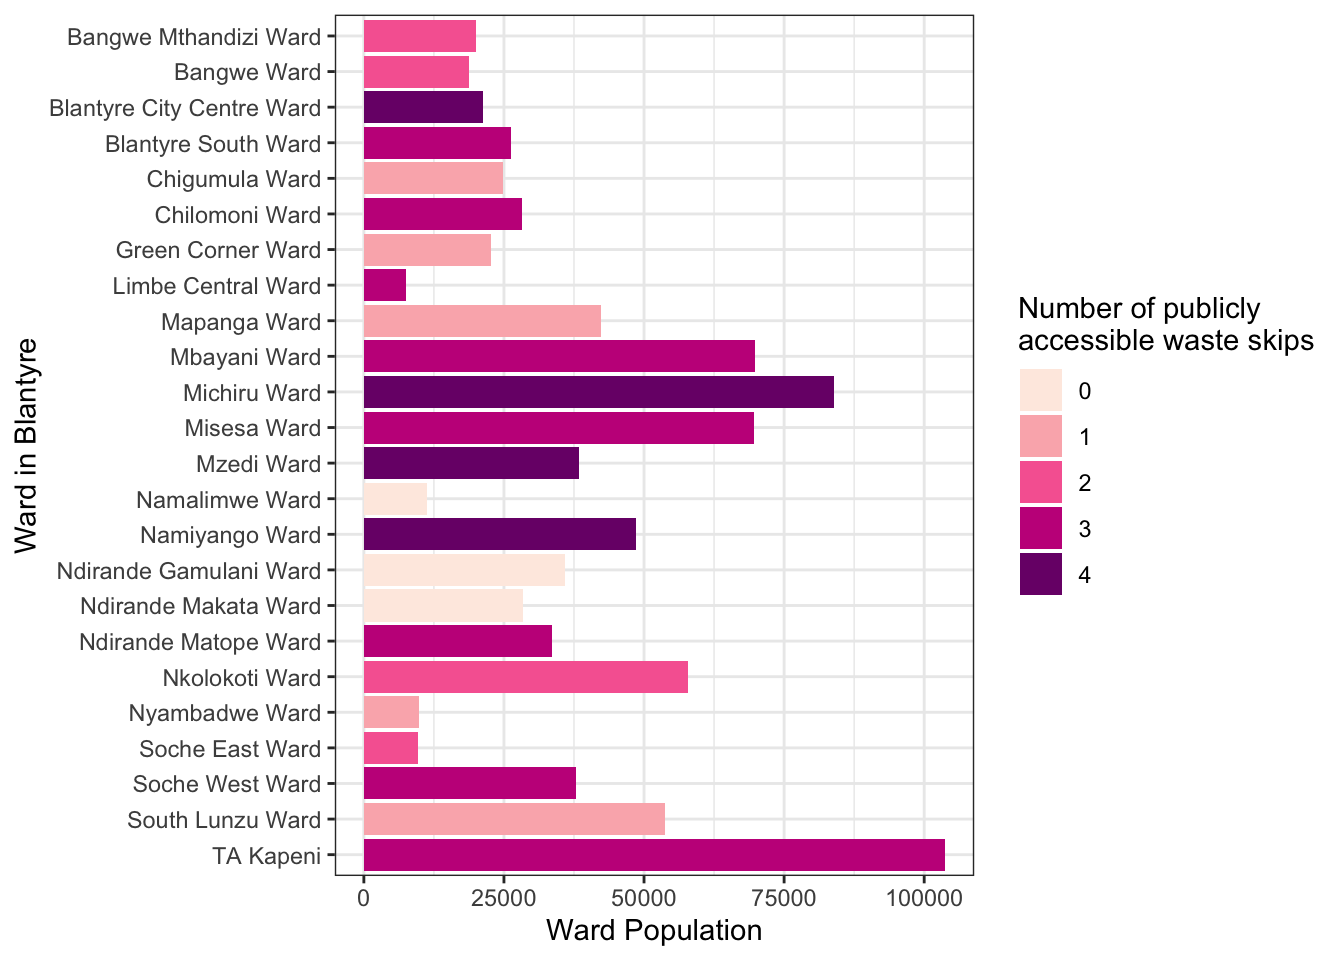 Bangwe Mthandizi Ward
Bangwe Ward
Blantyre City Centre Ward
Blantyre South Ward
Chigumula Ward
Chilomoni Ward
Green Corner Ward
Limbe Central Ward
Mapanga Ward
Mbayani Ward
Michiru Ward
Misesa Ward
Mzedi Ward
Namalimwe Ward
Namiyango Ward
Ndirande Gamulani Ward
Ndirande Makata Ward
Ndirande Matope Ward
Nkolokoti Ward
Nyambadwe Ward
Soche East Ward
Soche West Ward
South Lunzu Ward
TA Kapeni
Ward in Blantyre
0 25000 50000 75000 100000
Ward Population
Number of publicly
accessible waste skips
0
1
2
3
4